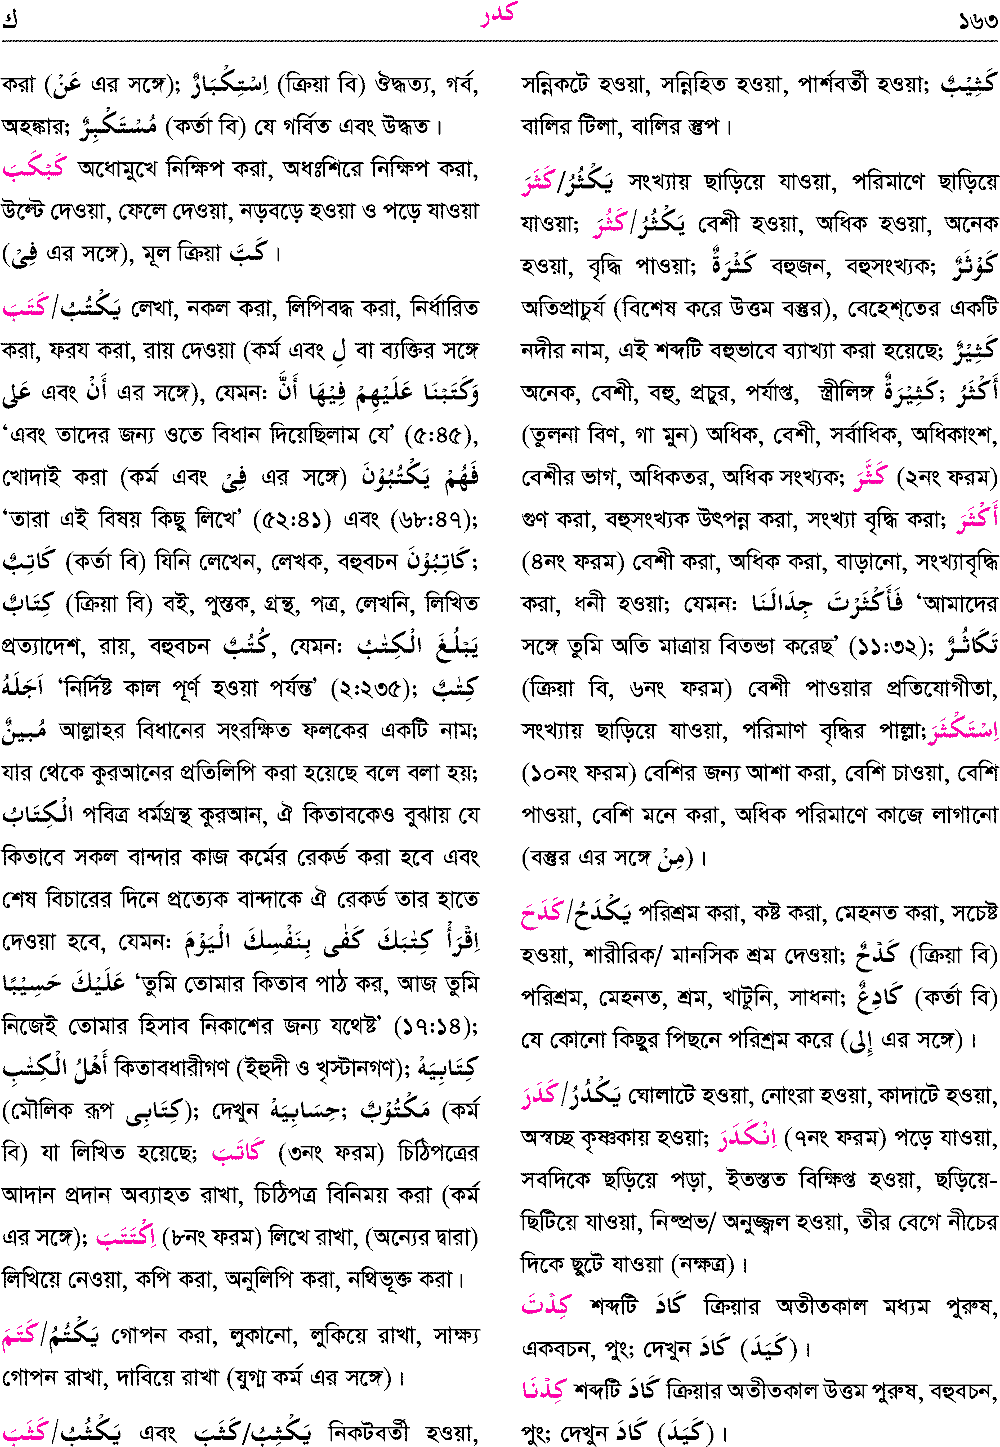 ك كدر ১৬৩
করা (عَنْ এর সঙ্গে); اِسْتِكْبَارٌ (ক্রিয়া বি) ঔদ্ধত্য, গর্ব,
অহঙ্কার; مُسْتَكْبِرٌ (কর্তা বি) যে গর্বিত এবং উদ্ধত।
كَبْكَبَ অধোমুখে নিক্ষিপ করা, অধঃশিরে নিক্ষিপ করা,
উল্টে দেওয়া, ফেলে দেওয়া, নড়বড়ে হওয়া ও পড়ে যাওয়া
(فِيْ এর সঙ্গে), মূল ক্রিয়া كَبَّ।
كَتَبَ/يَكْتُبُ লেখা, নকল করা, লিপিবদ্ধ করা, নির্ধারিত
করা, ফরয করা, রায় দেওয়া (কর্ম এবং لِ বা ব্যক্তির সঙ্গে
عَلى এবং أَنْ এর সঙ্গে), যেমন: وَكَتَبْنَا عَلَيْهِمْ فِيْهَا أَنَّ
‘এবং তাদের জন্য ওতে বিধান দিয়েছিলাম যে’ (৫:৪৫),
খোদাই করা (কর্ম এবং فِيْ এর সঙ্গে) فَهُمْ يَكْتُبُوْنَ
‘তারা এই বিষয় কিছু লিখে’ (৫২:৪১) এবং (৬৮:৪৭);
كَاتِبٌ (কর্তা বি) যিনি লেখেন, লেখক, বহুবচন كَاتِبُوْنَ;
كِتَابٌ (ক্রিয়া বি) বই, পুস্তক, গ্রন্থ, পত্র, লেখনি, লিখিত
প্রত্যাদেশ, রায়, বহুবচন كُتُبٌ, যেমন: يَبْلُغَ الْكِتٰبُ
اَجَلَهُ ‘নির্দিষ্ট কাল পূর্ণ হওয়া পর্যন্ত’ (২:২৩৫); كِتٰبٌ
مُبِينٌ আল্লাহর বিধানের সংরক্ষিত ফলকের একটি নাম;
যার থেকে কুরআনের প্রতিলিপি করা হয়েছে বলে বলা হয়;
الْكِتَابُ পবিত্র ধর্মগ্রন্থ কুরআন, ঐ কিতাবকেও বুঝায় যে
কিতাবে সকল বান্দার কাজ কর্মের রেকর্ড করা হবে এবং
শেষ বিচারের দিনে প্রত্যেক বান্দাকে ঐ রেকর্ড তার হাতে
দেওয়া হবে, যেমন: اِقْرَأْ كِتٰبَكَ كَفٰى بِنَفْسِكَ الْيَوْمَ
عَلَيْكَ حَسِيْبًا ‘তুমি তোমার কিতাব পাঠ কর, আজ তুমি
নিজেই তোমার হিসাব নিকাশের জন্য যথেষ্ট’ (১৭:১৪);
أَهْلُ الْكِتٰبِ কিতাবধারীগণ (ইহুদী ও খৃস্টানগণ); كِتَابِيَهْ
(মৌলিক রূপ كِتَابِى); দেখুন حِسَابِيَهْ; مَكْتُوْبٌ (কর্ম
বি) যা লিখিত হয়েছে; كَاتَبَ (৩নং ফরম) চিঠিপত্রের
আদান প্রদান অব্যাহত রাখা, চিঠিপত্র বিনিময় করা (কর্ম
এর সঙ্গে); اِكْتَتَبَ (৮নং ফরম) লিখে রাখা, (অন্যের দ্বারা)
লিখিয়ে নেওয়া, কপি করা, অনুলিপি করা, নথিভূক্ত করা।
كَتَمَ/يَكْتُمُ গোপন করা, লুকানো, লুকিয়ে রাখা, সাক্ষ্য
গোপন রাখা, দাবিয়ে রাখা (যুগ্ম কর্ম এর সঙ্গে)।
كَثَبَ/يَكْثُبُ এবং كَثَبَ/يَكْثِبُ নিকটবর্তী হওয়া,
সন্নিকটে হওয়া, সন্নিহিত হওয়া, পার্শবর্তী হওয়া; كَثِيْبٌ
বালির টিলা, বালির স্তুপ।
كَثَرَ/يَكْثُرُ সংখ্যায় ছাড়িয়ে যাওয়া, পরিমাণে ছাড়িয়ে
যাওয়া; كَثُرَ/يَكْثُرُ বেশী হওয়া, অধিক হওয়া, অনেক
হওয়া, বৃদ্ধি পাওয়া; كَثْرَةٌ বহুজন, বহুসংখ্যক; كَوْثَرٌ
অতিপ্রাচুর্য (বিশেষ করে উত্তম বস্তুর), বেহেশ্‌তের একটি
নদীর নাম, এই শব্দটি বহুভাবে ব্যাখ্যা করা হয়েছে; كَثِيْرٌ
অনেক, বেশী, বহু, প্রচুর, পর্যাপ্ত, স্ত্রীলিঙ্গ كَثِيْرَةٌ; أَكْثَرُ
(তুলনা বিণ, গা মুন) অধিক, বেশী, সর্বাধিক, অধিকাংশ,
বেশীর ভাগ, অধিকতর, অধিক সংখ্যক; كَثَّرَ (২নং ফরম)
গুণ করা, বহুসংখ্যক উৎপন্ন করা, সংখ্যা বৃদ্ধি করা; أَكْثَرَ
(৪নং ফরম) বেশী করা, অধিক করা, বাড়ানো, সংখ্যাবৃদ্ধি
করা, ধনী হওয়া; যেমন: فَأَكْثَرْتَ جِدَالَنَا ‘আমাদের
সঙ্গে তুমি অতি মাত্রায় বিতন্ডা করেছ’ (১১:৩২); تَكَاثُرٌ
(ক্রিয়া বি, ৬নং ফরম) বেশী পাওয়ার প্রতিযোগীতা,
সংখ্যায় ছাড়িয়ে যাওয়া, পরিমাণ বৃদ্ধির পাল্লা; اِسْتَكْثَرَ
(১০নং ফরম) বেশির জন্য আশা করা, বেশি চাওয়া, বেশি
পাওয়া, বেশি মনে করা, অধিক পরিমাণে কাজে লাগানো
(বস্তুর এর সঙ্গে مِنْ)।
كَدَحَ/يَكْدَحُ পরিশ্রম করা, কষ্ট করা, মেহনত করা, সচেষ্ট
হওয়া, শারীরিক/ মানসিক শ্রম দেওয়া; كَدْحٌ (ক্রিয়া বি)
পরিশ্রম, মেহনত, শ্রম, খাটুনি, সাধনা; كَادِعٌ (কর্তা বি)
যে কোনো কিছুর পিছনে পরিশ্রম করে (إِلى এর সঙ্গে)।
كَدَرَ/يَكْدُرُ ঘোলাটে হওয়া, নোংরা হওয়া, কাদাটে হওয়া,
অস্বচ্ছ কৃষ্ণকায় হওয়া; اِنْكَدَرَ (৭নং ফরম) পড়ে যাওয়া,
সবদিকে ছড়িয়ে পড়া, ইতস্তত বিক্ষিপ্ত হওয়া, ছড়িয়ে-
ছিটিয়ে যাওয়া, নিষ্প্রভ/ অনুজ্জ্বল হওয়া, তীর বেগে নীচের
দিকে ছুটে যাওয়া (নক্ষত্র)।
كِدْتَ শব্দটি كَادَ ক্রিয়ার অতীতকাল মধ্যম পুরুষ,
একবচন, পুং; দেখুন كَادَ (كَيَدَ)।
كِدْنَا শব্দটি كَادَ ক্রিয়ার অতীতকাল উত্তম পুরুষ, বহুবচন,
পুং; দেখুন كَادَ (كَيَدَ)।